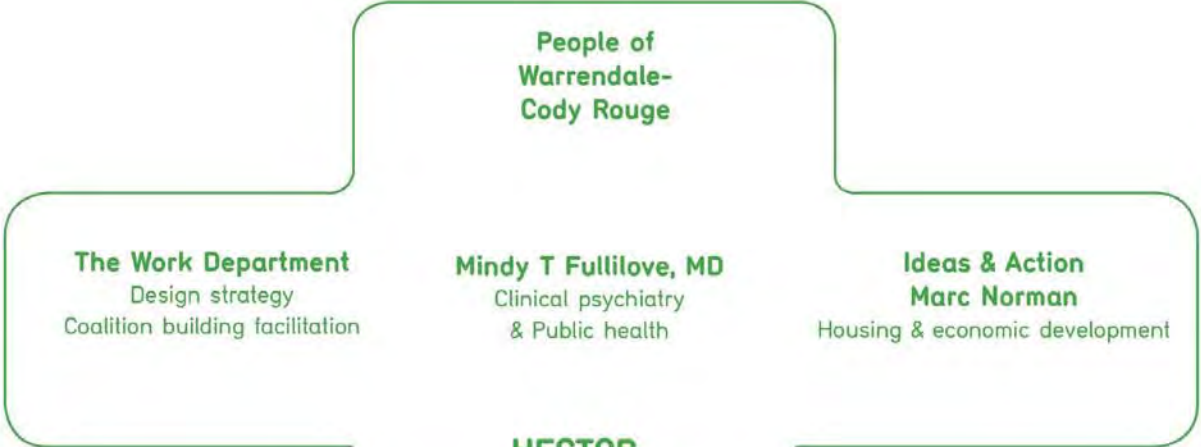 People of
Warrendale-
Cody Rouge
The Work Department
Design strategy
Coalition building facilitation
Mindy T Fullilove, MD
Clinical psychiatry
& Public health
Ideas & Action
Marc Norman
Housing & economic development